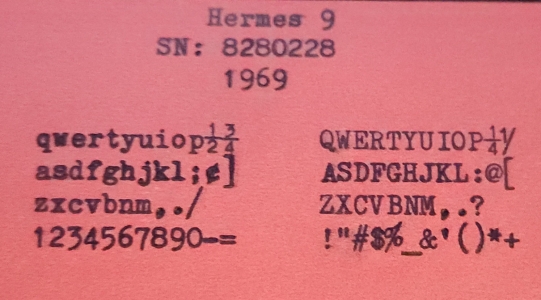 Hermes 9
SN: 8280228
1969
qwertyuiop½¾
asdfghjkl;¢]
zxcvbnm,./
1234567890-=
QWERTYUIOP¼
ASDFGHJKL:@[
ZXCVBNM,.?
!"#$%_&'()*+